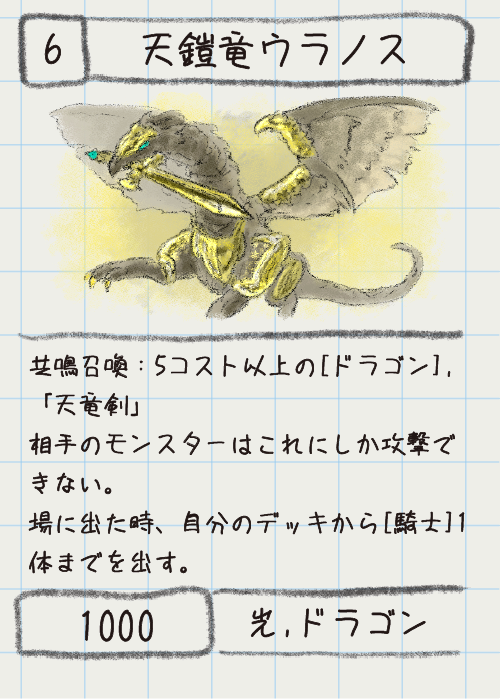 6
天鎧竜ウラノス
共鳴召喚：5コスト以上の[ドラゴン],
「天竜剣」
相手のモンスターはこれにしか攻撃で
きない。
場に出た時、自分のデッキから[騎士]1
体までを出す。
1000
光,ドラゴン